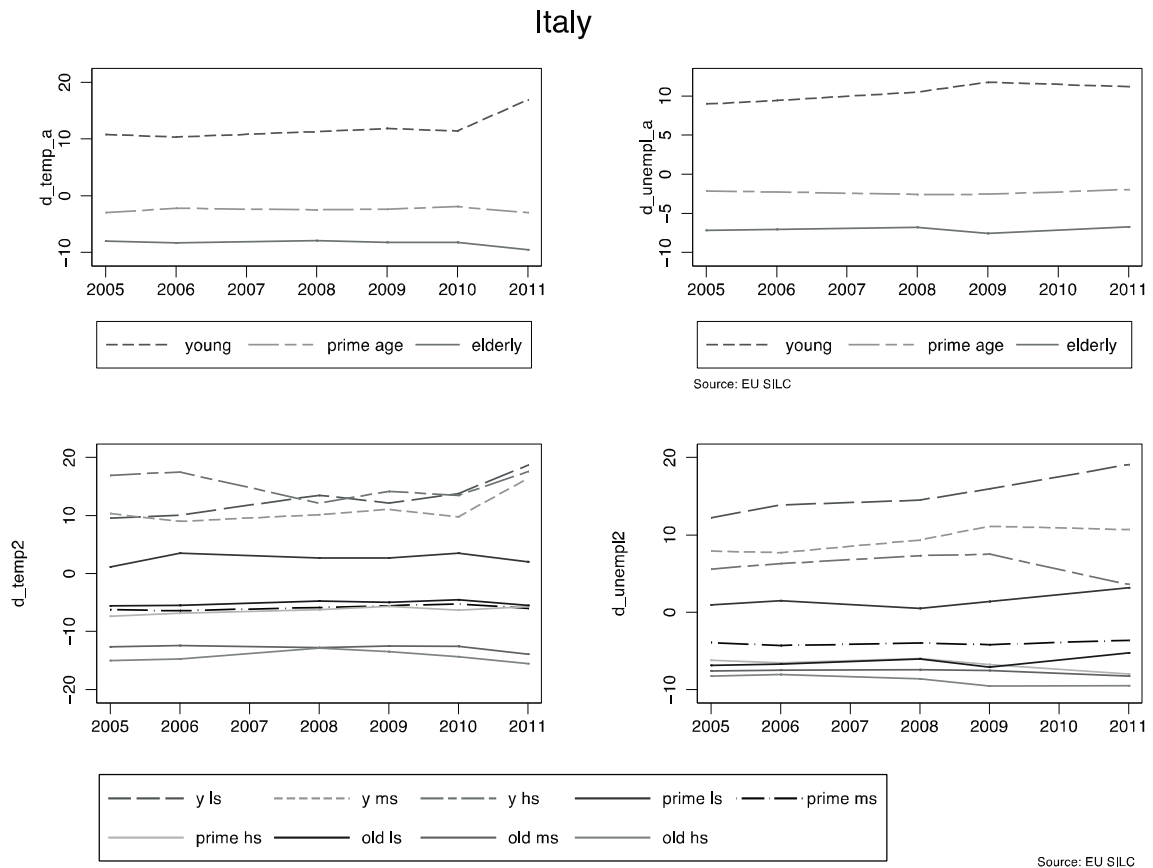 Italy
d_temp_a
20
10
0
−10
2005 2006 2007 2008 2009 2010 2011
young prime age elderly
d_unempl_a
10
5
0
−5
−10
2005 2006 2007 2008 2009 2010 2011
young prime age elderly
Source: EU SILC
d_temp2
20
10
0
−10
−20
2005 2006 2007 2008 2009 2010 2011
d_unempl2
20
10
0
−10
2005 2006 2007 2008 2009 2010 2011
y ls y ms y hs prime ls prime ms
prime hs old ls old ms old hs
Source: EU SILC